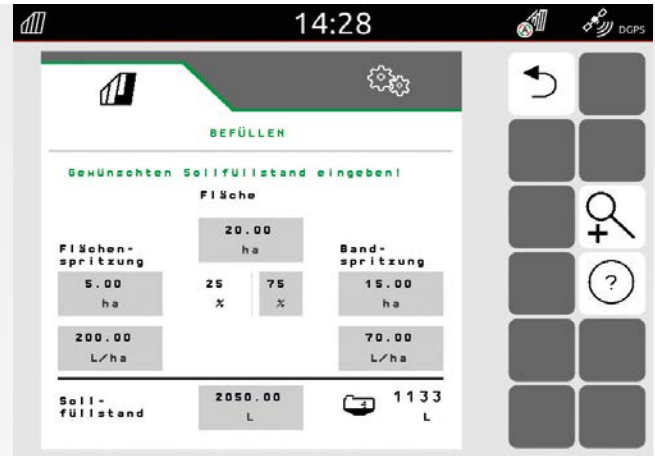 14:28
DGPS
BEFÜLLEN
Gewünschten Sollfüllstand eingeben!
Fläche
20.00
ha
Flächen-
spritzung
Band-
spritzung
5.00
ha
25
%
75
%
15.00
ha
200.00
L/ha
70.00
L/ha
Soll-
füllstand
2050.00
L
1133
L
?